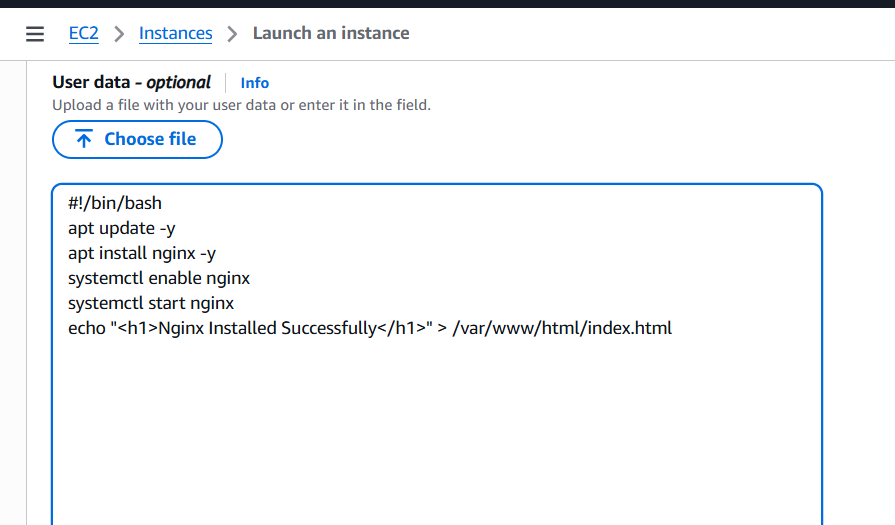 EC2 > Instances > Launch an instance
User data - optional | Info
Upload a file with your user data or enter it in the field.
Choose file
#!/bin/bash
apt update -y
apt install nginx -y
systemctl enable nginx
systemctl start nginx
echo "<h1>Nginx Installed Successfully</h1>" > /var/www/html/index.html